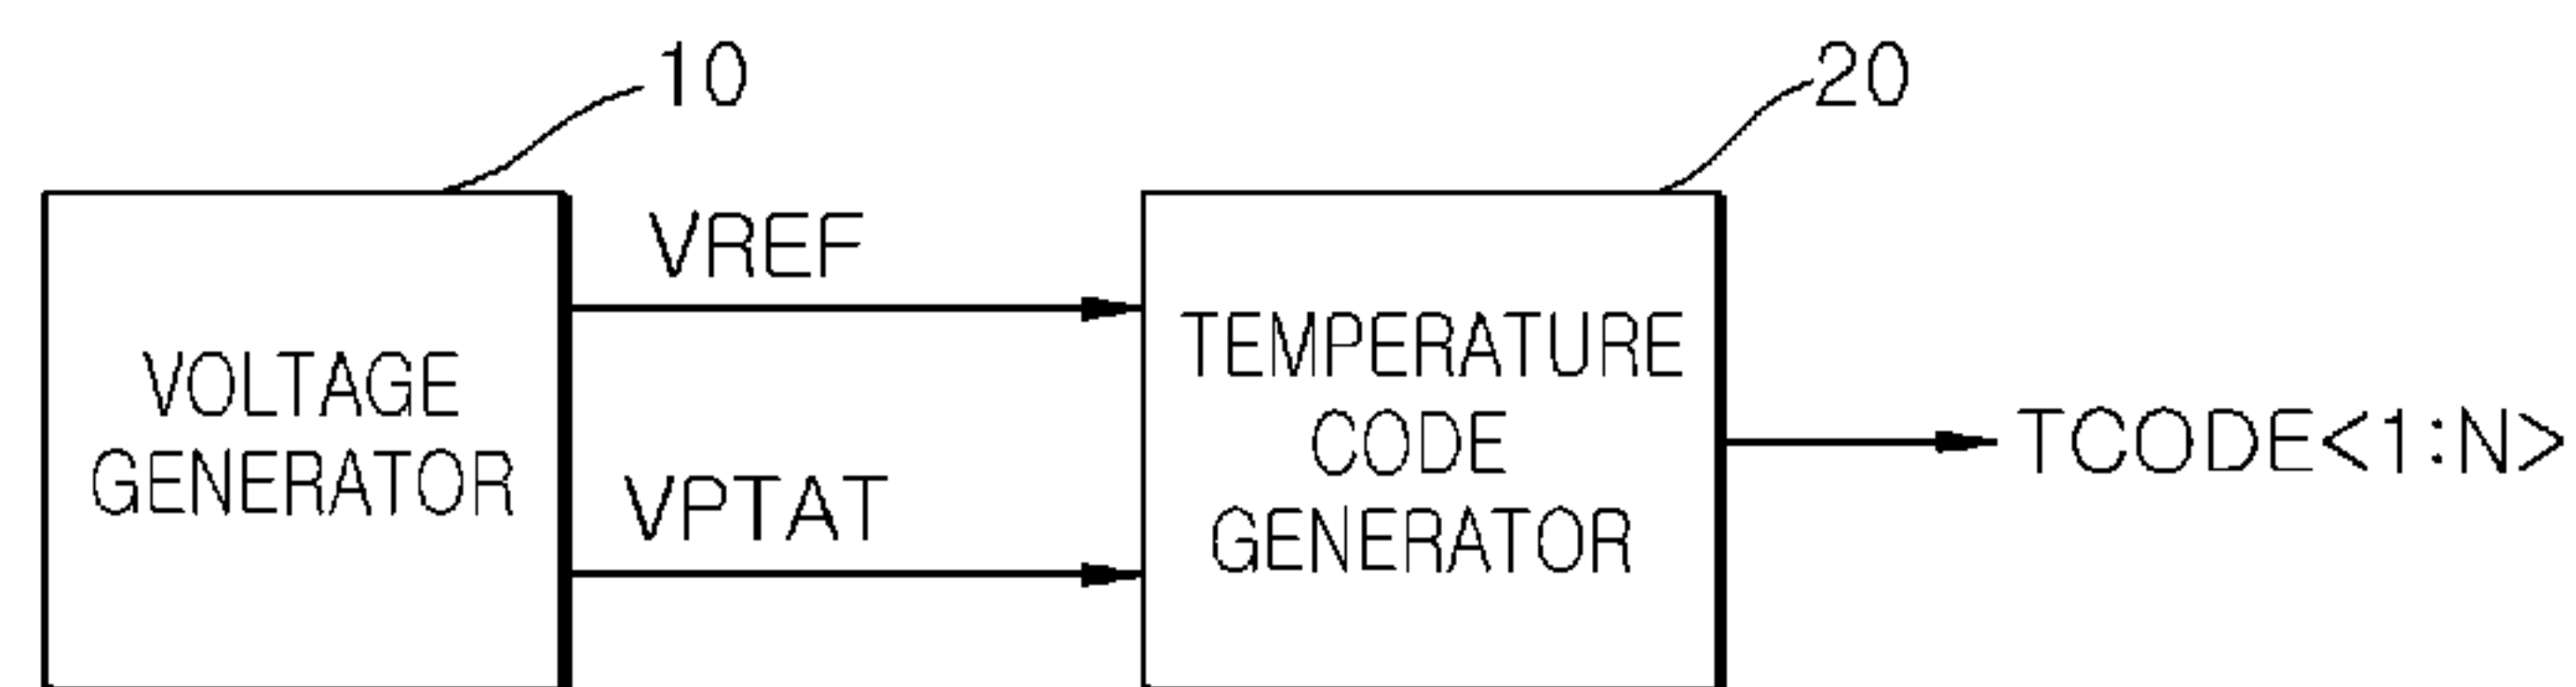 10
20
VREF
VOLTAGE
GENERATOR
VPTAT
TEMPERATURE
CODE
GENERATOR
TCODE<1:N>